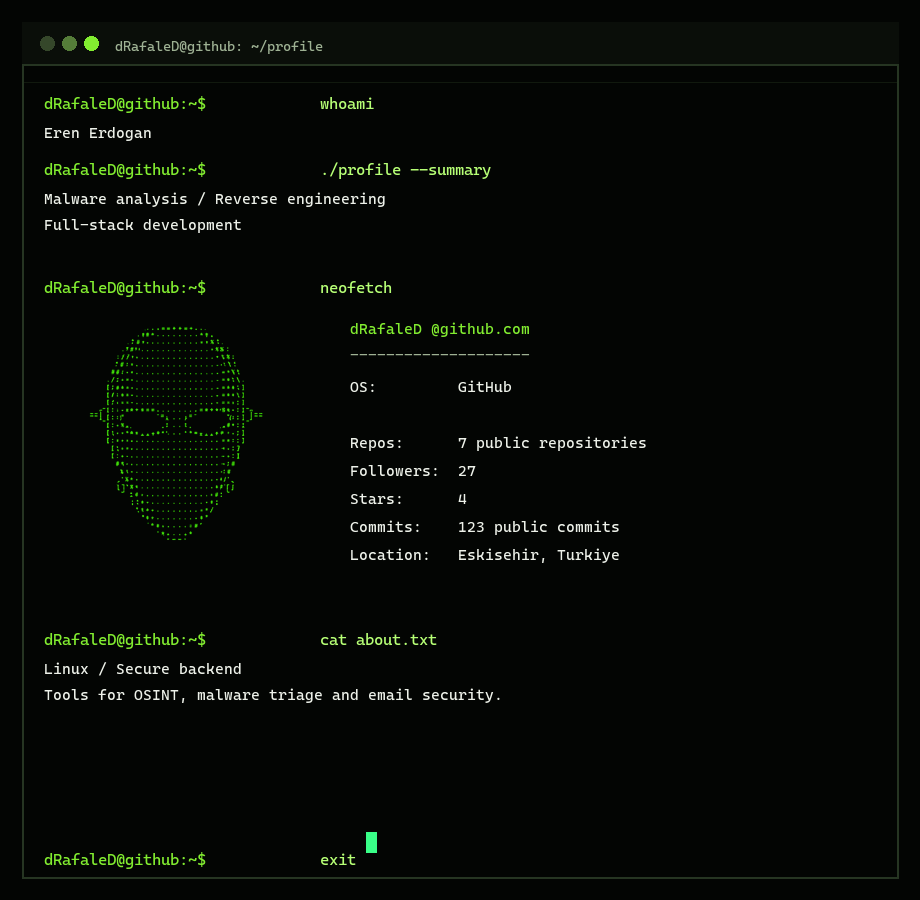 dRafaleD@github: ~/profile
dRafaleD@github:~$ whoami
Eren Erdogan
dRafaleD@github:~$ ./profile --summary
Malware analysis / Reverse engineering
Full-stack development
dRafaleD@github:~$ neofetch
dRafaleD @github.com
--------------------
OS: GitHub
Repos: 7 public repositories
Followers: 27
Stars: 4
Commits: 123 public commits
Location: Eskisehir, Turkiye
dRafaleD@github:~$ cat about.txt
Linux / Secure backend
Tools for OSINT, malware triage and email security.
dRafaleD@github:~$ exit